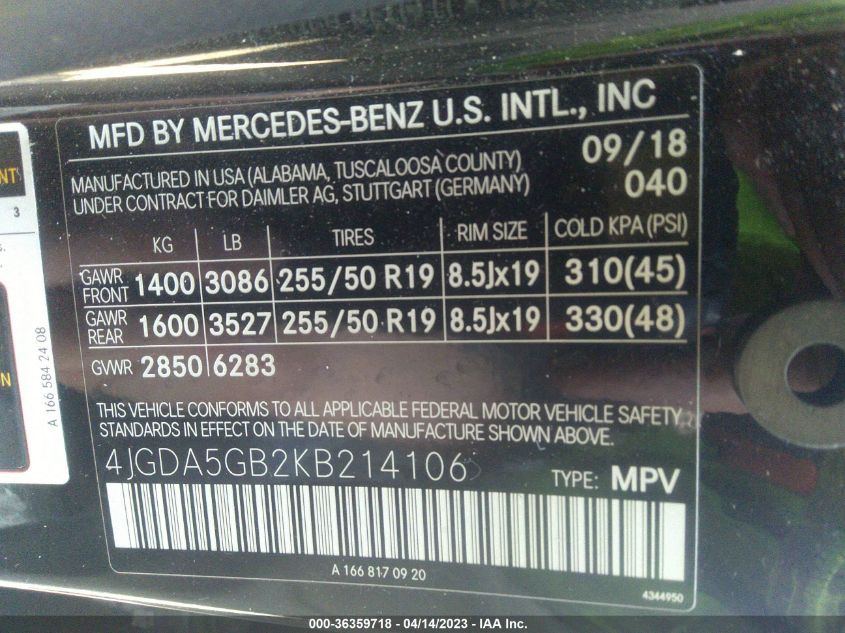 MFD BY MERCEDES-BENZ U.S. INTL., INC
MANUFACTURED IN USA (ALABAMA, TUSCALOOSA COUNTY) 09/18
UNDER CONTRACT FOR DAIMLER AG, STUTTGART (GERMANY) 040
KG LB TIRES RIM SIZE COLD KPA (PSI)
GAWR FRONT 1400 3086 255/50 R19 8.5Jx19 310(45)
GAWR REAR 1600 3527 255/50 R19 8.5Jx19 330(48)
GVWR 2850 6283
THIS VEHICLE CONFORMS TO ALL APPLICABLE FEDERAL MOTOR VEHICLE SAFETY
STANDARDS IN EFFECT ON THE DATE OF MANUFACTURE SHOWN ABOVE.
4JGDA5GB2KB214106 TYPE: MPV
A 166 817 09 20
4344950
NT
3
A 166 584 24 08
000-36359718 - 04/14/2023 - IAA Inc.